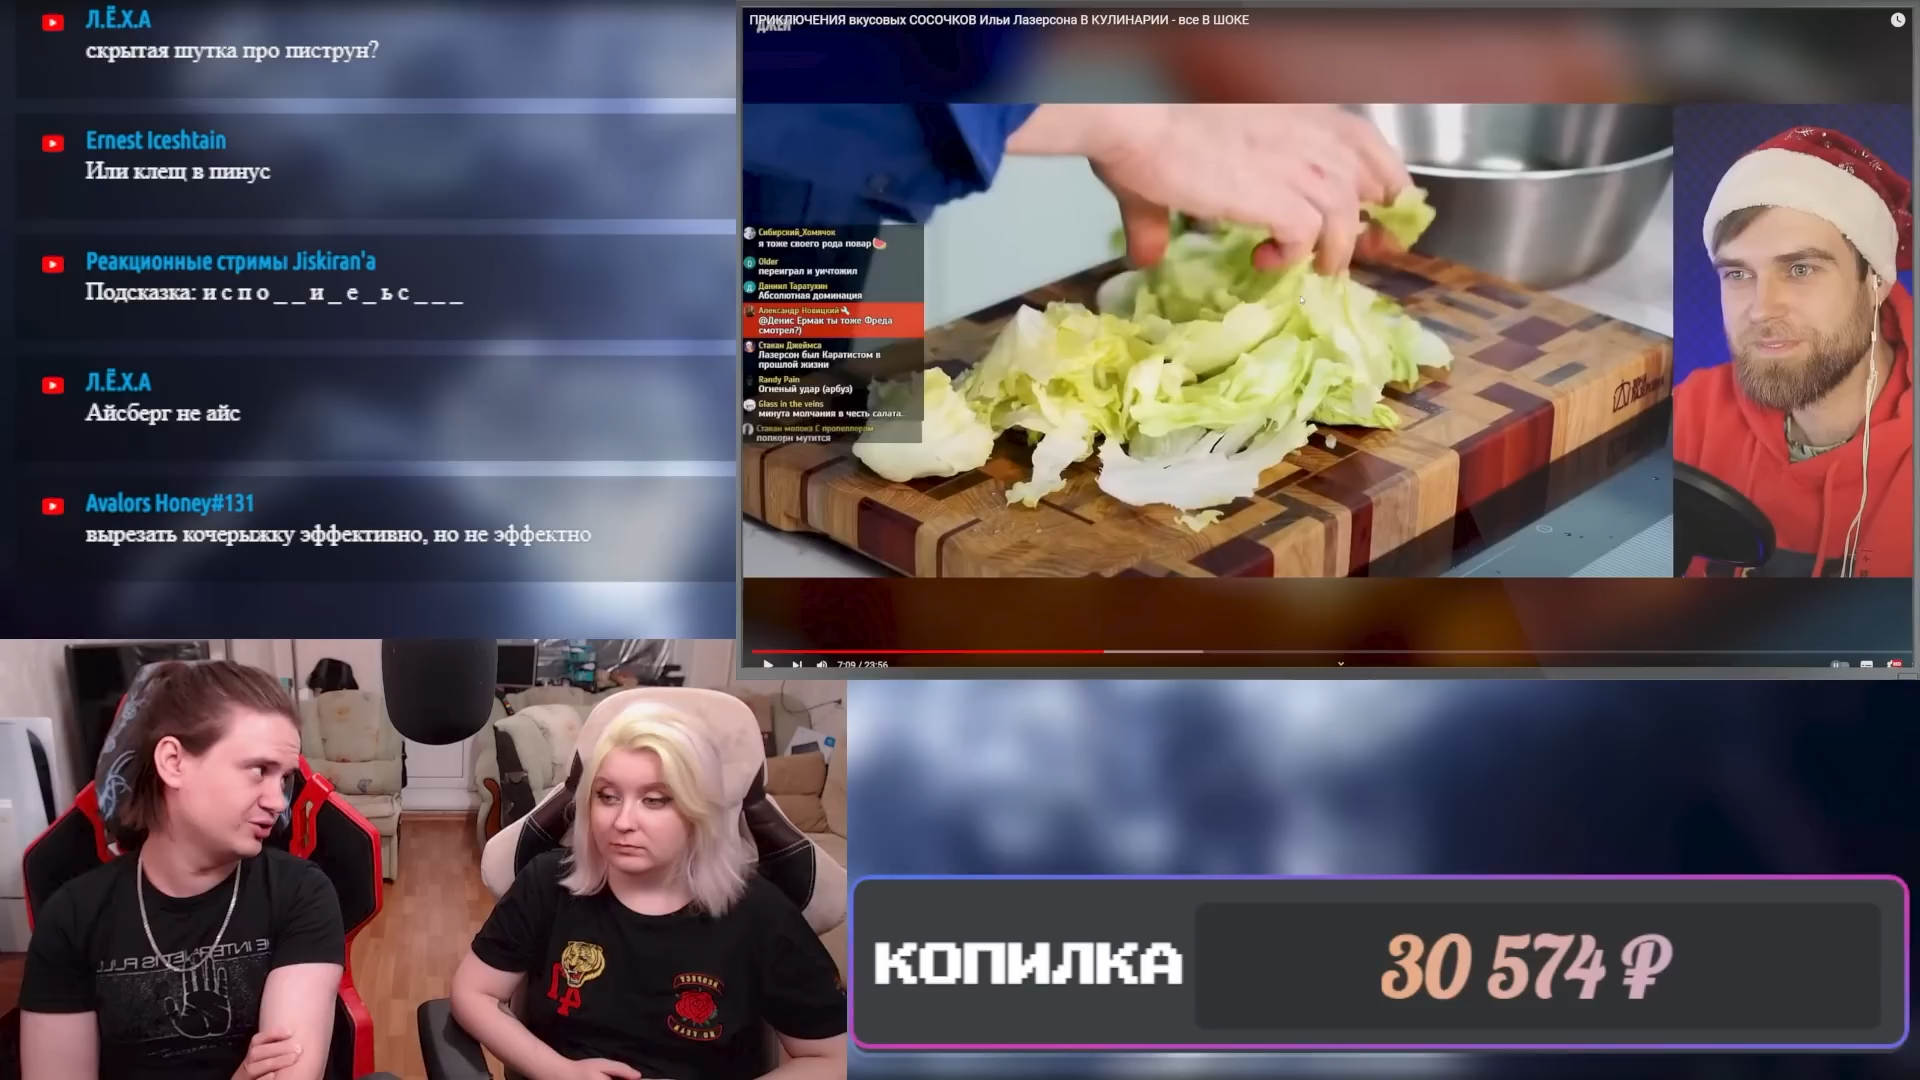 Л.Ё.Х.А
скрытая шутка про пиструн?
Ernest Iceshtain
Или клещ в пинус
Реакционные стримы Jiskiran'a
Подсказка: и с п о _ _ и _ е _ ь с _ _ _
Л.Ё.Х.А
Айсберг не айс
Avalors Honey#131
вырезать кочерыжку эффективно, но не эффектно
ПРИКЛЮЧЕНИЯ вкусовых СОСОЧКОВ Ильи Лазерсона В КУЛИНАРИИ - все В ШОКЕ
ДЖЕЙ
Сибирский_Хомячок
я тоже своего рода повар
Older
переиграл и уничтожил
Даниил Таратухин
Абсолютная доминация
Александр Новицкий
@Денис Ермак ты тоже Фреда
смотрел?)
Стакан Джеймса
Лазерсон был Каратистом в
прошлой жизни
Randy Pain
Огненый удар (арбуз)
Glass in the veins
минута молчания в честь салата..
Стакан молока С пропеллером
попкорн мутится
7:09 / 23:56
КОПИЛКА
30 574 ₽